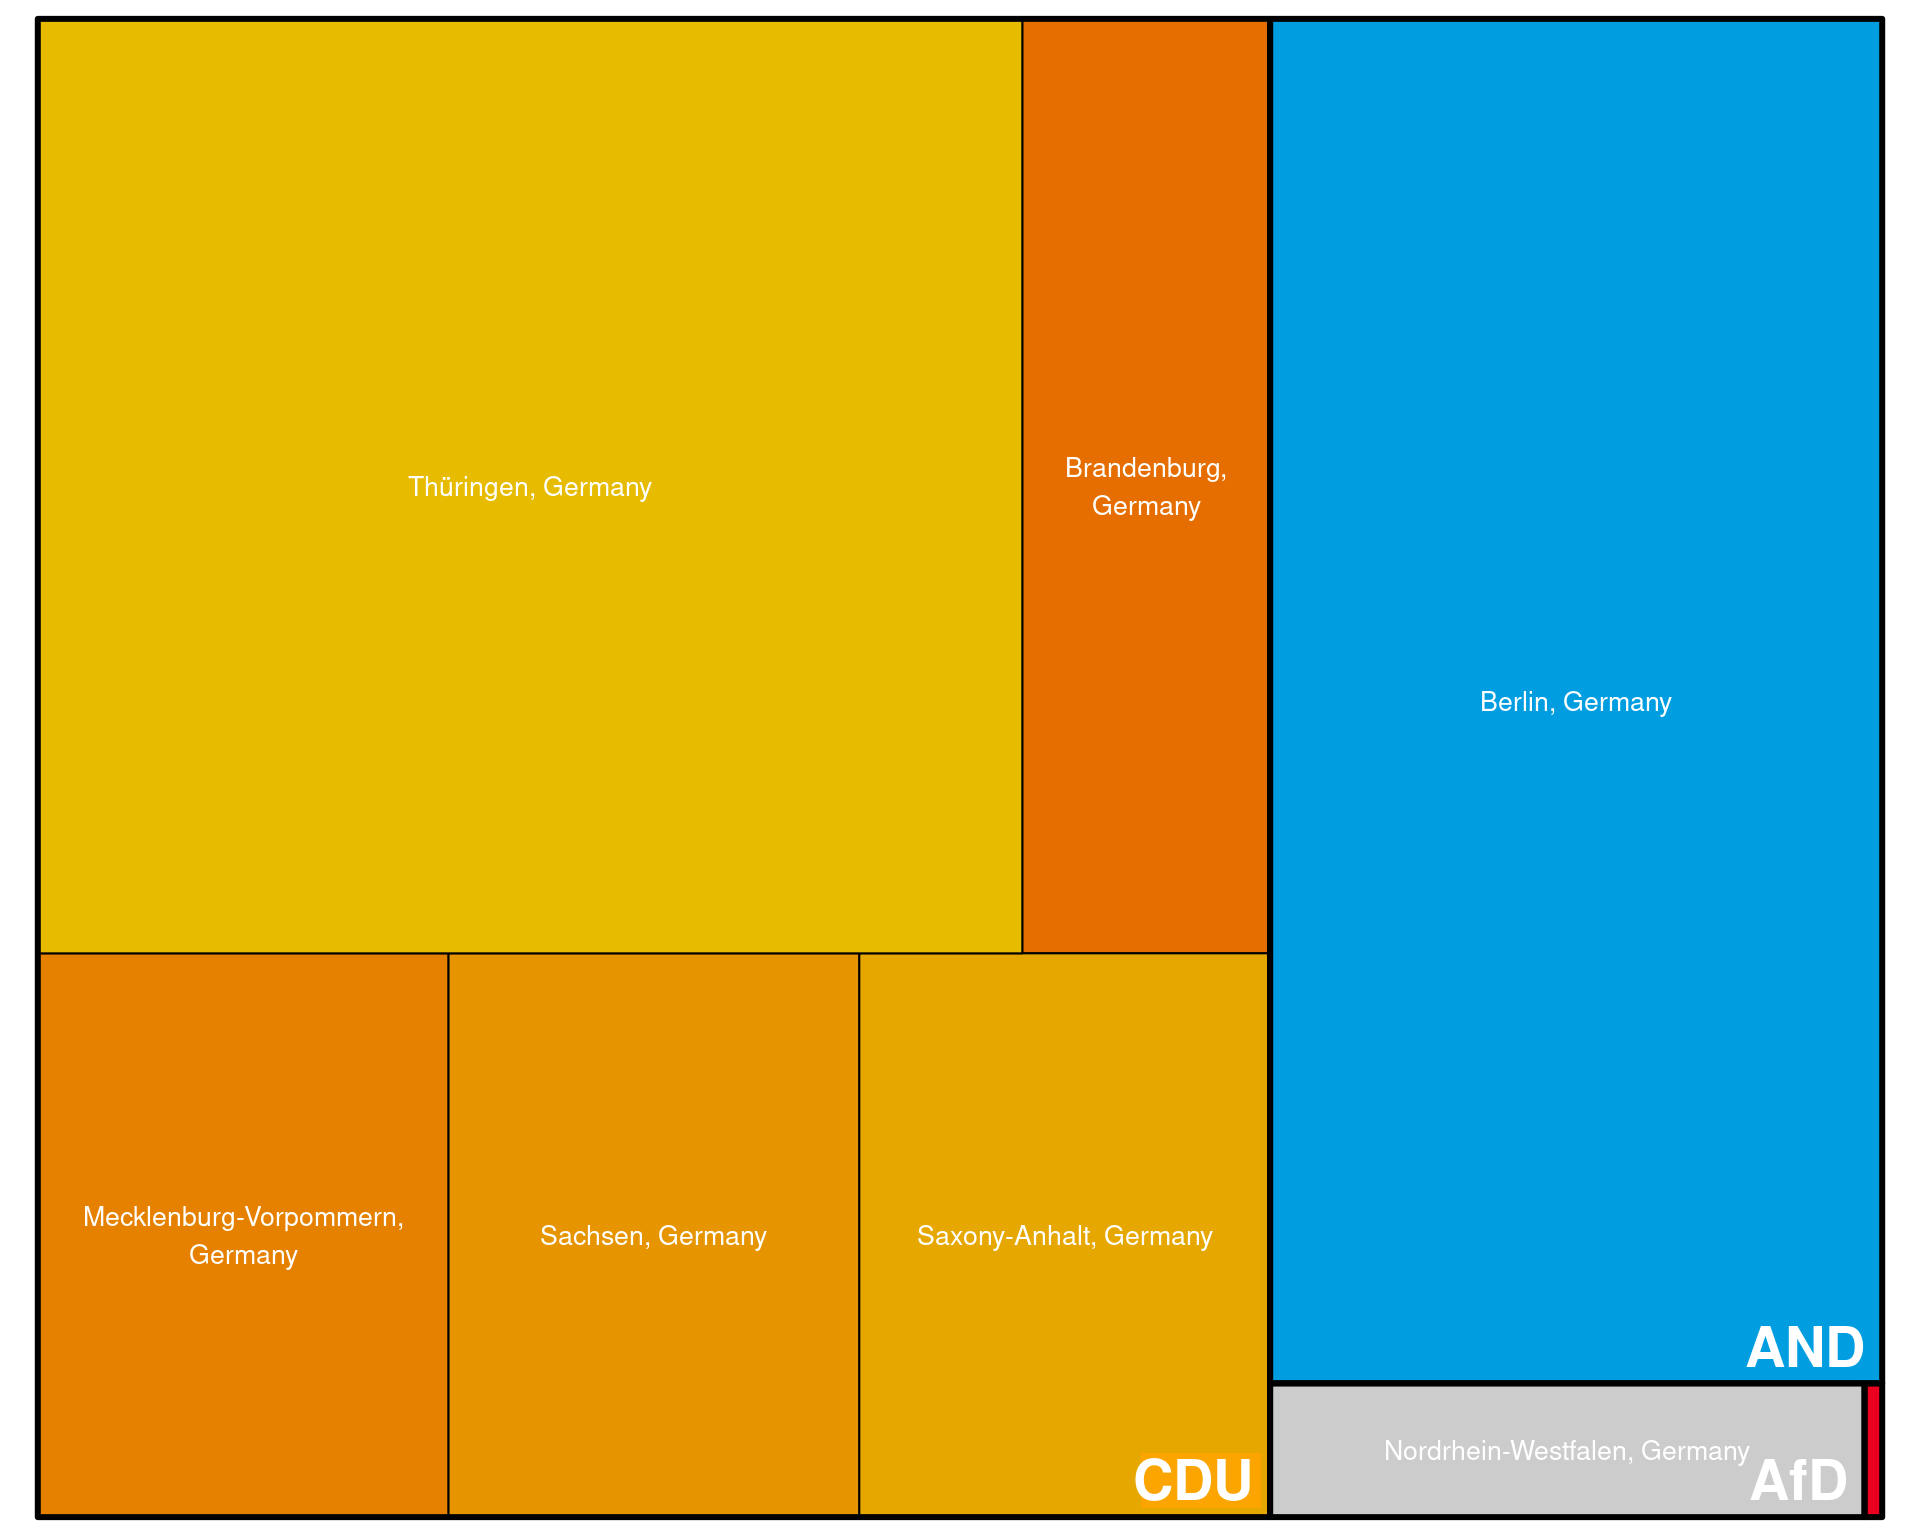 Thüringen, Germany
Brandenburg,
Germany
Berlin, Germany
Mecklenburg-Vorpommern,
Germany
Sachsen, Germany
Saxony-Anhalt, Germany
CDU
AND
Nordrhein-Westfalen, Germany
AfD